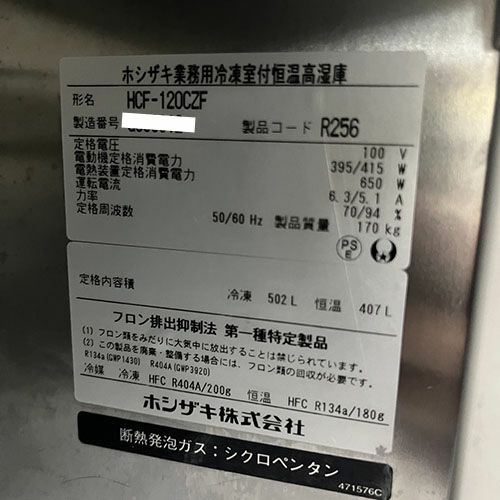 ホシザキ業務用冷凍室付恒温高湿庫
形名 HCF-120CZF
製造番号
製品コード R256
定格電圧 100 V
電動機定格消費電力 395/415 W
電熱装置定格消費電力 650 W
運転電流 6.3/5.1 A
力率 70/94 %
定格周波数 50/60 Hz 製品質量 170 kg
PS
E
定格内容積
冷凍 502 L 恒温 407 L
フロン排出抑制法 第一種特定製品
(1) フロン類をみだりに大気中に放出することは禁じられています。
(2) この製品を廃棄・整備する場合には、フロン類の回収が必要です。
R134a(GWP1430) R404A(GWP3920)
冷媒 冷凍 HFC R404A/200g 恒温 HFC R134a/180g
ホシザキ株式会社
断熱発泡ガス：シクロペンタン
471576C